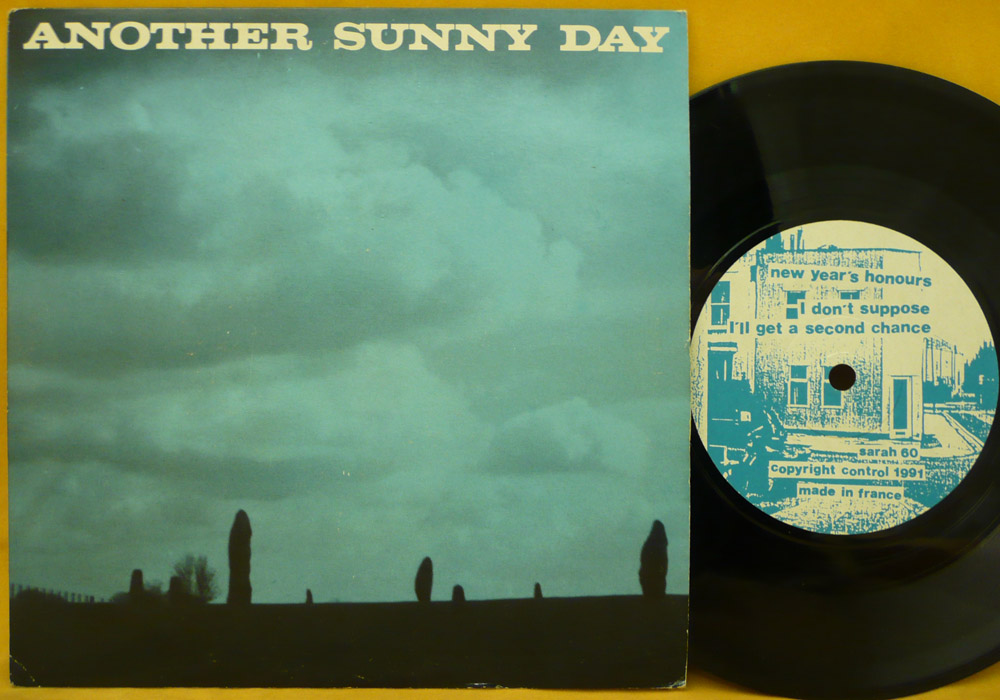 ANOTHER SUNNY DAY
new year's honours
I don't suppose
I'll get a second chance
sarah 60
copyright control 1991
made in france